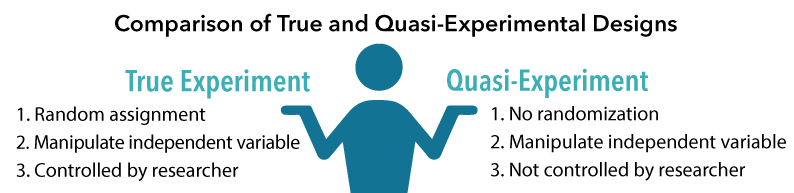 Comparison of True and Quasi-Experimental Designs
True Experiment
1. Random assignment
2. Manipulate independent variable
3. Controlled by researcher
Quasi-Experiment
1. No randomization
2. Manipulate independent variable
3. Not controlled by researcher